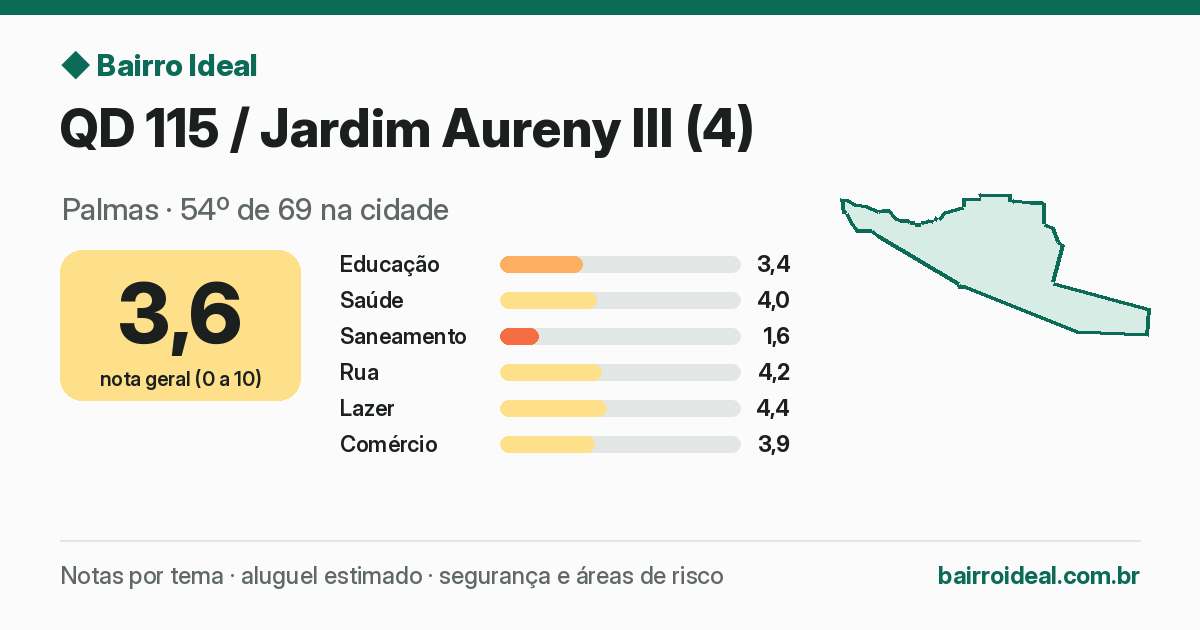 Bairro Ideal
QD 115 / Jardim Aureny III (4)
Palmas · 54º de 69 na cidade
3,6
nota geral (0 a 10)
Educação 3,4
Saúde 4,0
Saneamento 1,6
Rua 4,2
Lazer 4,4
Comércio 3,9
Notas por tema · aluguel estimado · segurança e áreas de risco
bairroideal.com.br